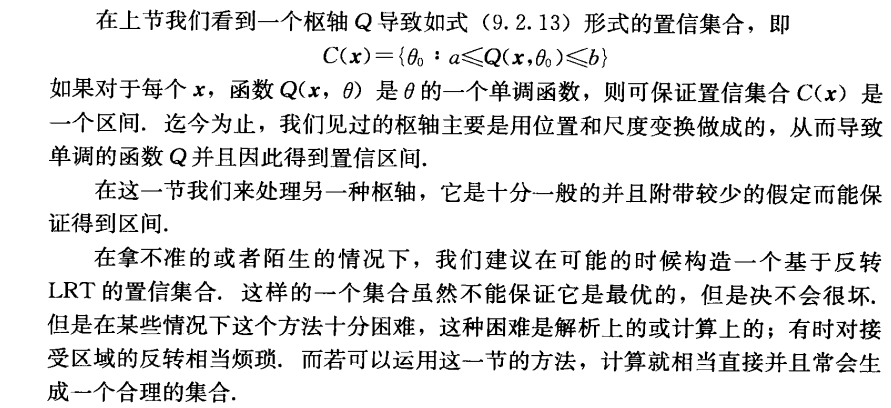 在上节我们看到一个枢轴 Q 导致如式（9.2.13）形式的置信集合，即
C(x)={θ₀：a≤Q(x,θ₀)≤b}
如果对于每个 x，函数 Q(x，θ) 是 θ 的一个单调函数，则可保证置信集合 C(x) 是
一个区间．迄今为止，我们见过的枢轴主要是用位置和尺度变换做成的，从而导致
单调的函数 Q 并且因此得到置信区间．
在这一节我们来处理另一种枢轴，它是十分一般的并且附带较少的假定而能保
证得到区间．
在拿不准的或者陌生的情况下，我们建议在可能的时候构造一个基于反转
LRT 的置信集合．这样的一个集合虽然不能保证它是最优的，但是决不会很坏．
但是在某些情况下这个方法十分困难，这种困难是解析上的或计算上的；有时对接
受区域的反转相当烦琐．而若可以运用这一节的方法，计算就相当直接并且常会生
成一个合理的集合．